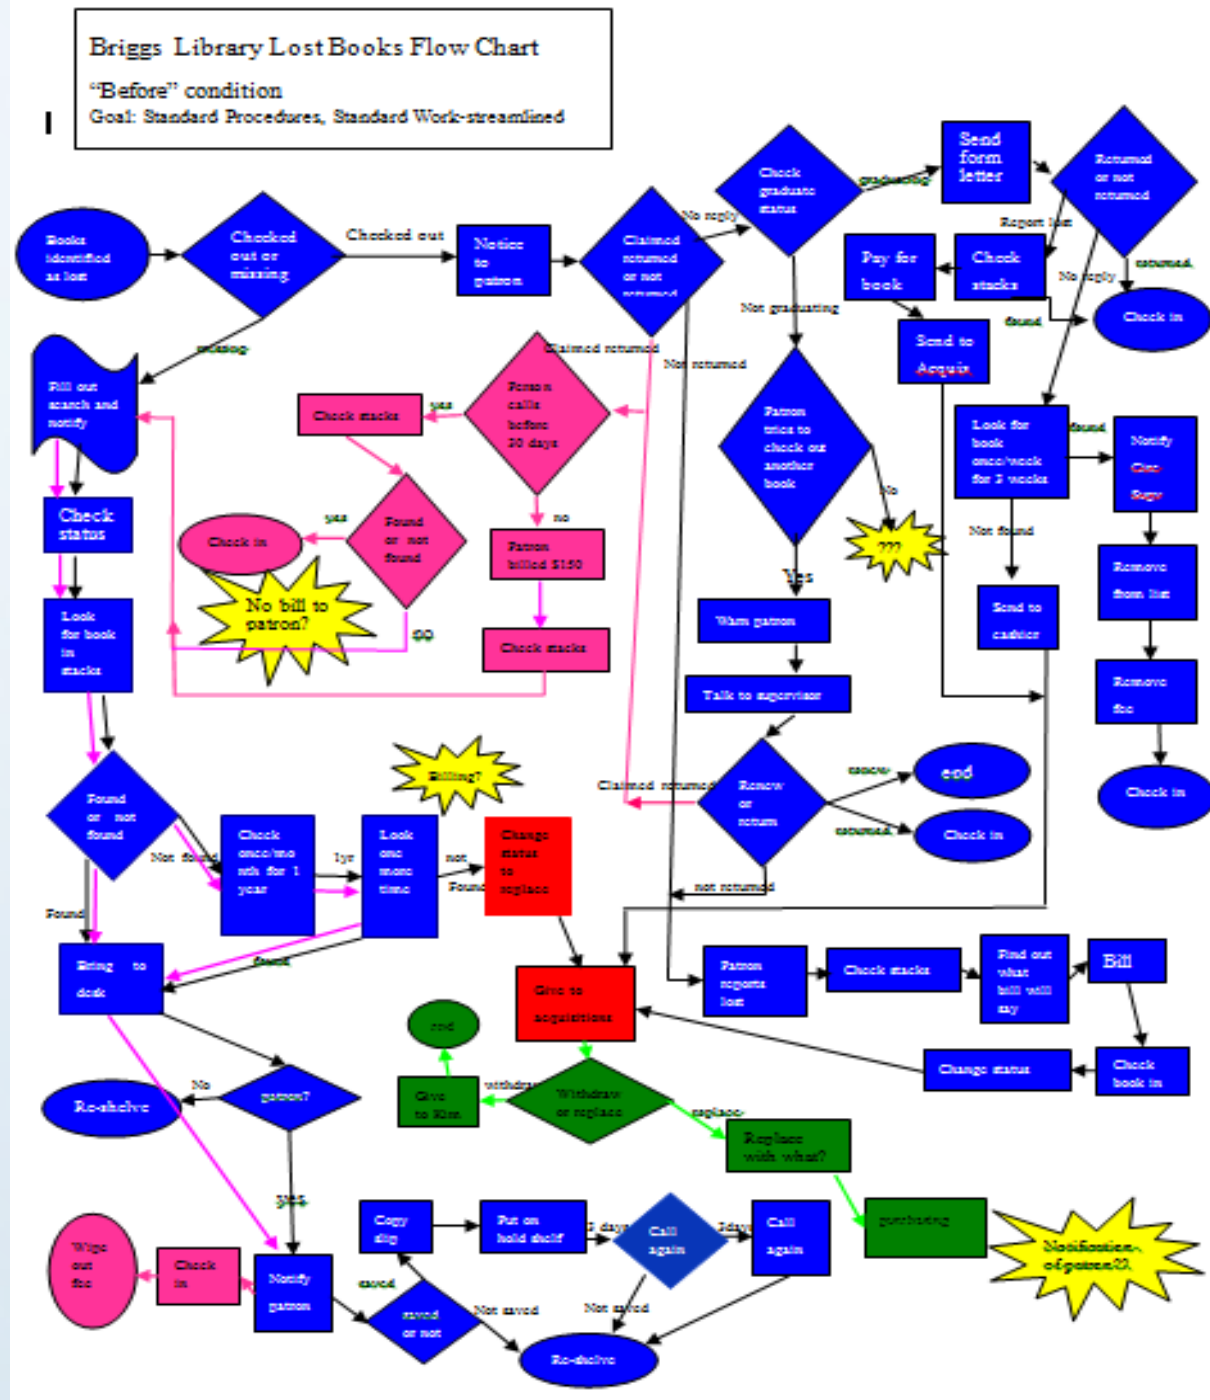 Briggs Library Lost Books Flow Chart
“Before” condition
Goal: Standard Procedures, Standard Work-streamlined
Books
identified
as lost
Checked
out or
missing
Checked out
Notice
to
patron
Claimed
returned
or not
returned
No reply
Check
graduate
status
graduating
Send
form
letter
Returned
or not
returned
Report lost
No reply
returned
Check
stacks
Pay for
book
found
Check in
Send to
Acquis
missing
Fill out
search and
notify
Check
status
Look
for book
in
stacks
Claimed returned
Not returned
Person
calls
before
30 days
yes
Check stacks
Found
or not
found
yes
Check in
No bill to
patron?
no
Patron
billed $150
Check stacks
Not graduating
Patron
tries to
check out
another
book
No
???
Yes
Warn patron
Talk to supervisor
Renew
or
return
Claimed returned
renew
end
returned
Check in
not returned
Look for
book
once/week
for 3 weeks
found
Notify
Circ
Supv
Remove
from list
Remove
fee
Check in
Not found
Send to
cashier
Found
or not
found
Not found
Check
once/mo
nth for 1
year
1yr
Look
one
more
time
not
Found
Billing?
Change
status
to
replace
Found
found
Bring to
desk
Give to
acquisitions
Patron
reports
lost
Check stacks
Find out
what
bill will
say
Bill
Check
book in
Change status
end
Give
to Kim
withdraw
Withdraw
or replace
replace
Replace
with what?
purchasing
Notification
of patron??
patron?
No
Re-shelve
yes
Notify
patron
Check
in
Wipe
out
fee
saved
or not
saved
Not saved
Copy
slip
Put on
hold shelf
3 days
Call
again
3days
Call
again
Not saved
Re-shelve